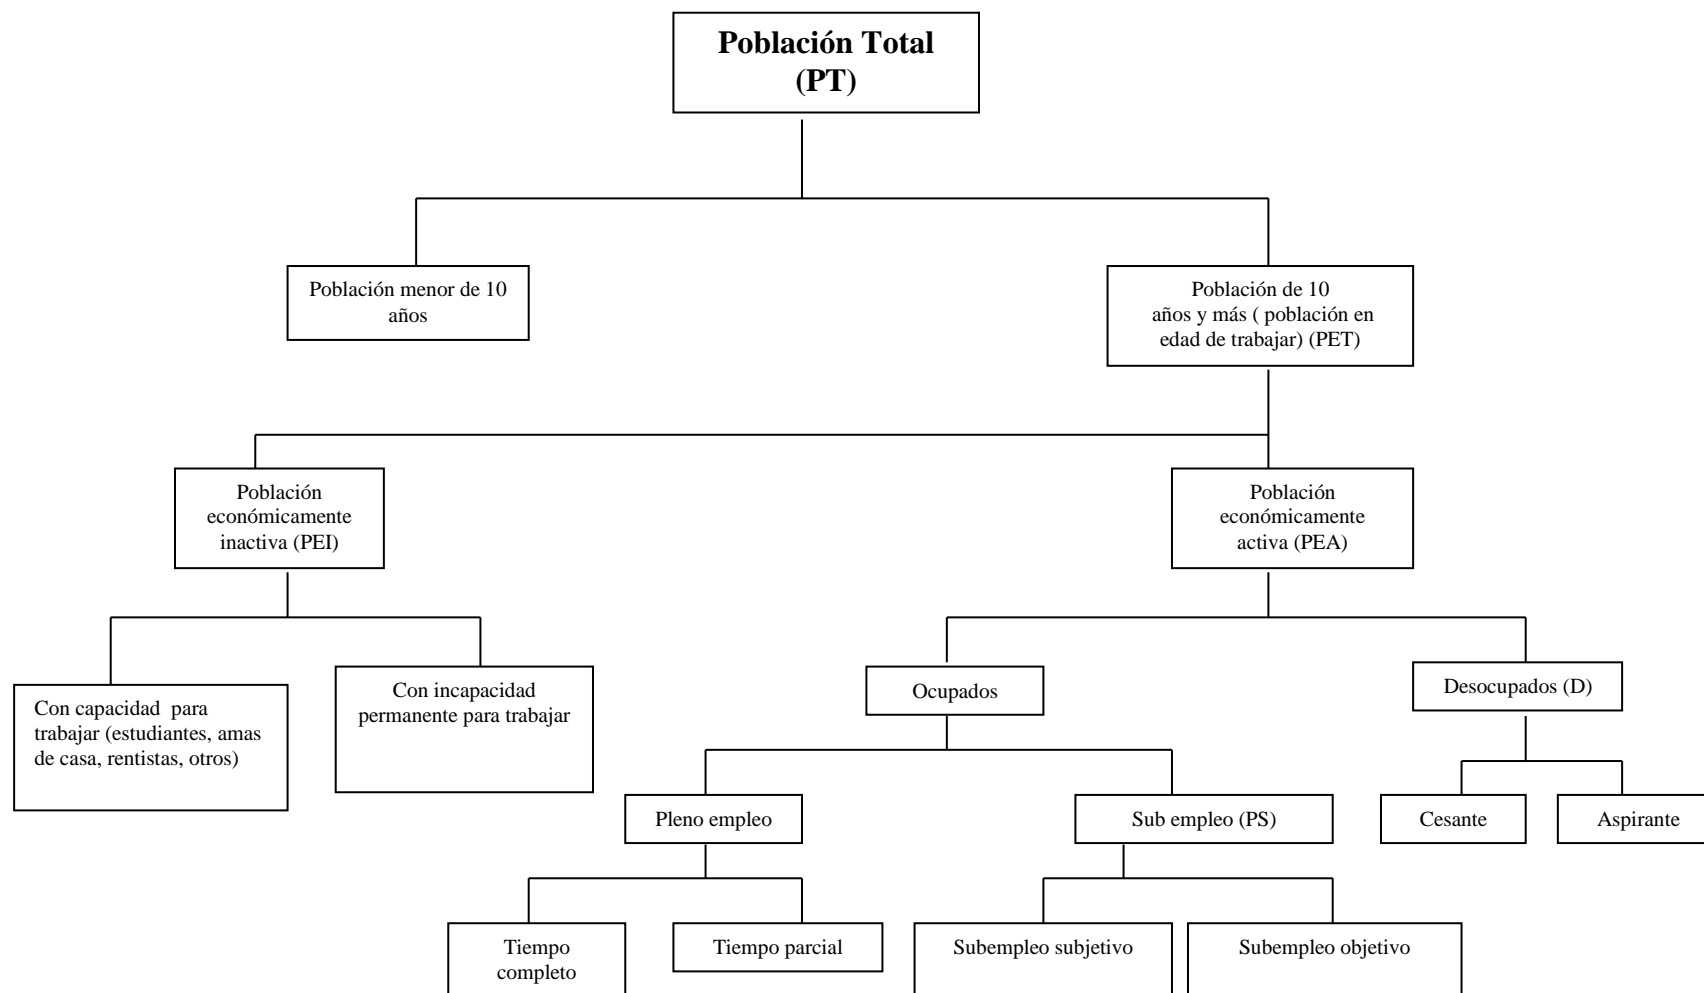 Población Total
(PT)
Población menor de 10
años
Población de 10
años y más ( población en
edad de trabajar) (PET)
Población
económicamente
inactiva (PEI)
Población
económicamente
activa (PEA)
Con capacidad  para
trabajar (estudiantes, amas
de casa, rentistas, otros)
Con incapacidad
permanente para trabajar
Ocupados
Desocupados (D)
Pleno empleo
Sub empleo (PS)
Cesante
Aspirante
Tiempo
completo
Tiempo parcial
Subempleo subjetivo
Subempleo objetivo